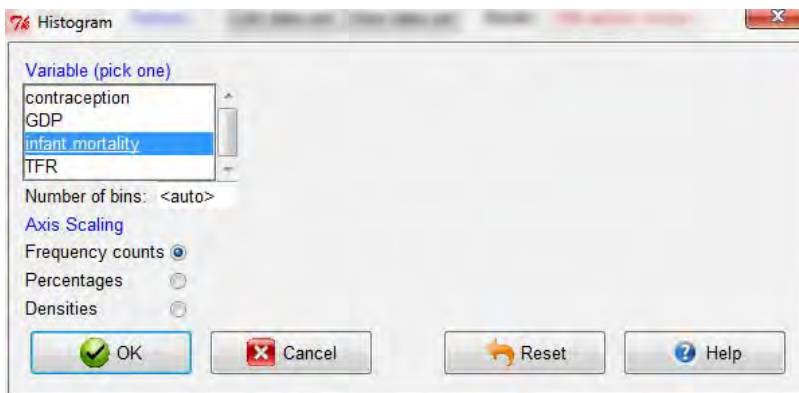 Histogram
Variable (pick one)
contraception
GDP
infant mortality
TFR
Number of bins: <auto>
Axis Scaling
Frequency counts
Percentages
Densities
OK Cancel Reset Help